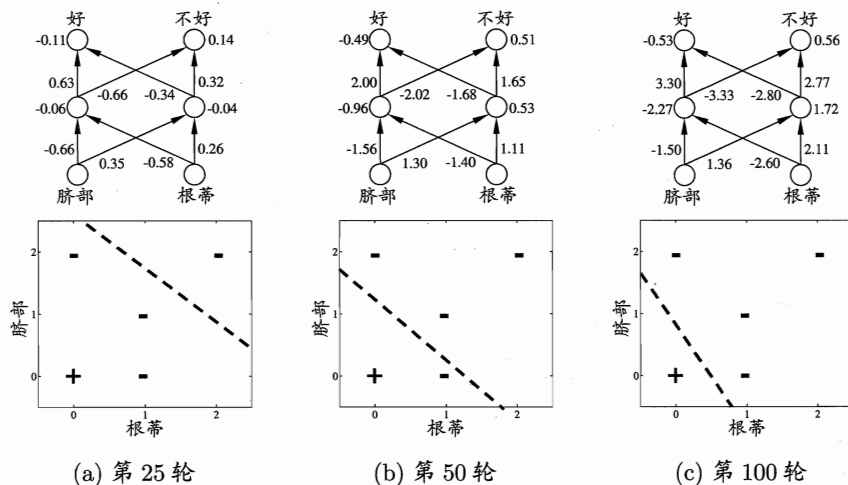 好 不好
-0.11 0.14
0.63 -0.66 -0.34 0.32
-0.06 -0.04
-0.66 0.35 -0.58 0.26
脐部 根蒂
2
1
0
脐部
0 1 2
根蒂
(a) 第 25 轮
好 不好
-0.49 0.51
2.00 -2.02 -1.68 1.65
-0.96 0.53
-1.56 1.30 -1.40 1.11
脐部 根蒂
2
1
0
脐部
0 1 2
根蒂
(b) 第 50 轮
好 不好
-0.53 0.56
3.30 -3.33 -2.80 2.77
-2.27 1.72
-1.50 1.36 -2.60 2.11
脐部 根蒂
2
1
0
脐部
0 1 2
根蒂
(c) 第 100 轮